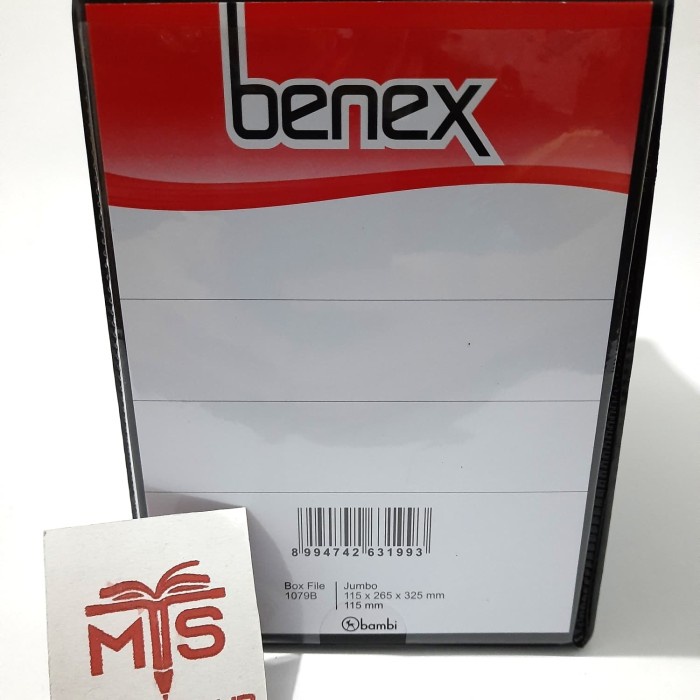 benex
8 994742 631993
Box File
1079B
Jumbo
115 x 265 x 325 mm
115 mm
bambi
MTS